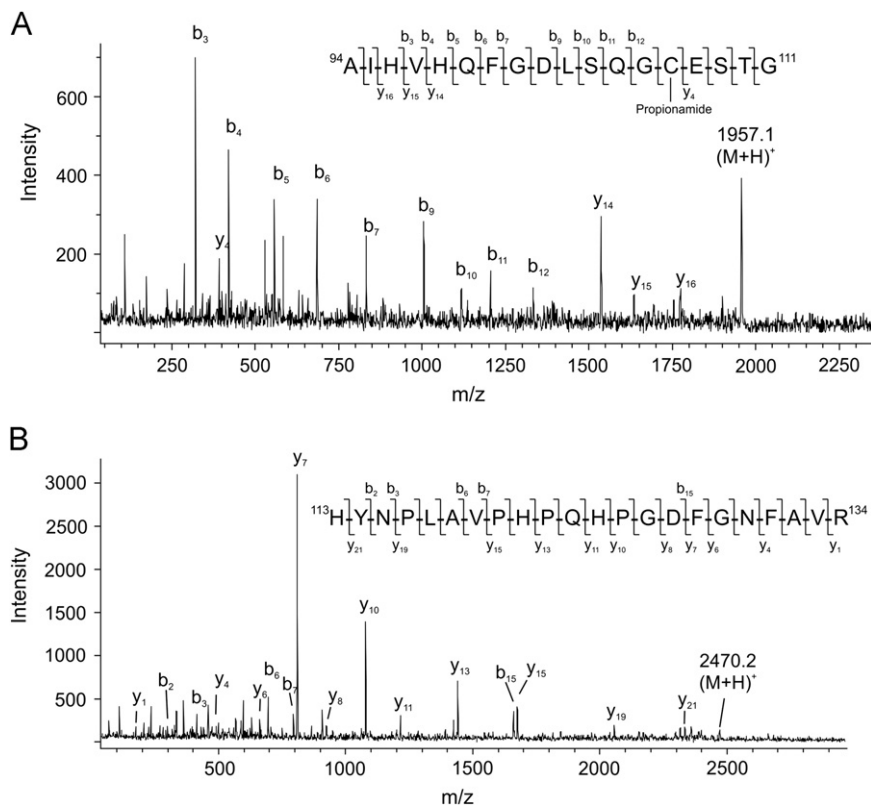 A
b₃ b₄ b₅ b₆ b₇ b₉ b₁₀ b₁₁ b₁₂
⁹⁴A-I-H-V-H-Q-F-G-D-L-S-Q-G-C-E-S-T-G¹¹¹
y₁₆ y₁₅ y₁₄ y₄
Propionamide
b₃
b₄
b₅
b₆
y₄
b₇
b₉
b₁₀
b₁₁
b₁₂
y₁₄
y₁₅
y₁₆
1957.1
(M+H)⁺
Intensity
600
400
200
0
250 500 750 1000 1250 1500 1750 2000 2250
m/z
B
y₇
b₂ b₃ b₆ b₇ b₁₅
¹¹³H-Y-N-P-L-A-V-P-H-P-Q-H-P-G-D-F-G-N-F-A-V-R¹³⁴
y₂₁ y₁₉ y₁₅ y₁₃ y₁₁ y₁₀ y₈ y₇ y₆ y₄ y₁
y₁
b₂
b₃
y₄
y₆
b₆
b₇
y₈
y₁₀
y₁₁
y₁₃
b₁₅
y₁₅
y₁₉
y₂₁
2470.2
(M+H)⁺
Intensity
3000
2500
2000
1500
1000
500
500 1000 1500 2000 2500
m/z